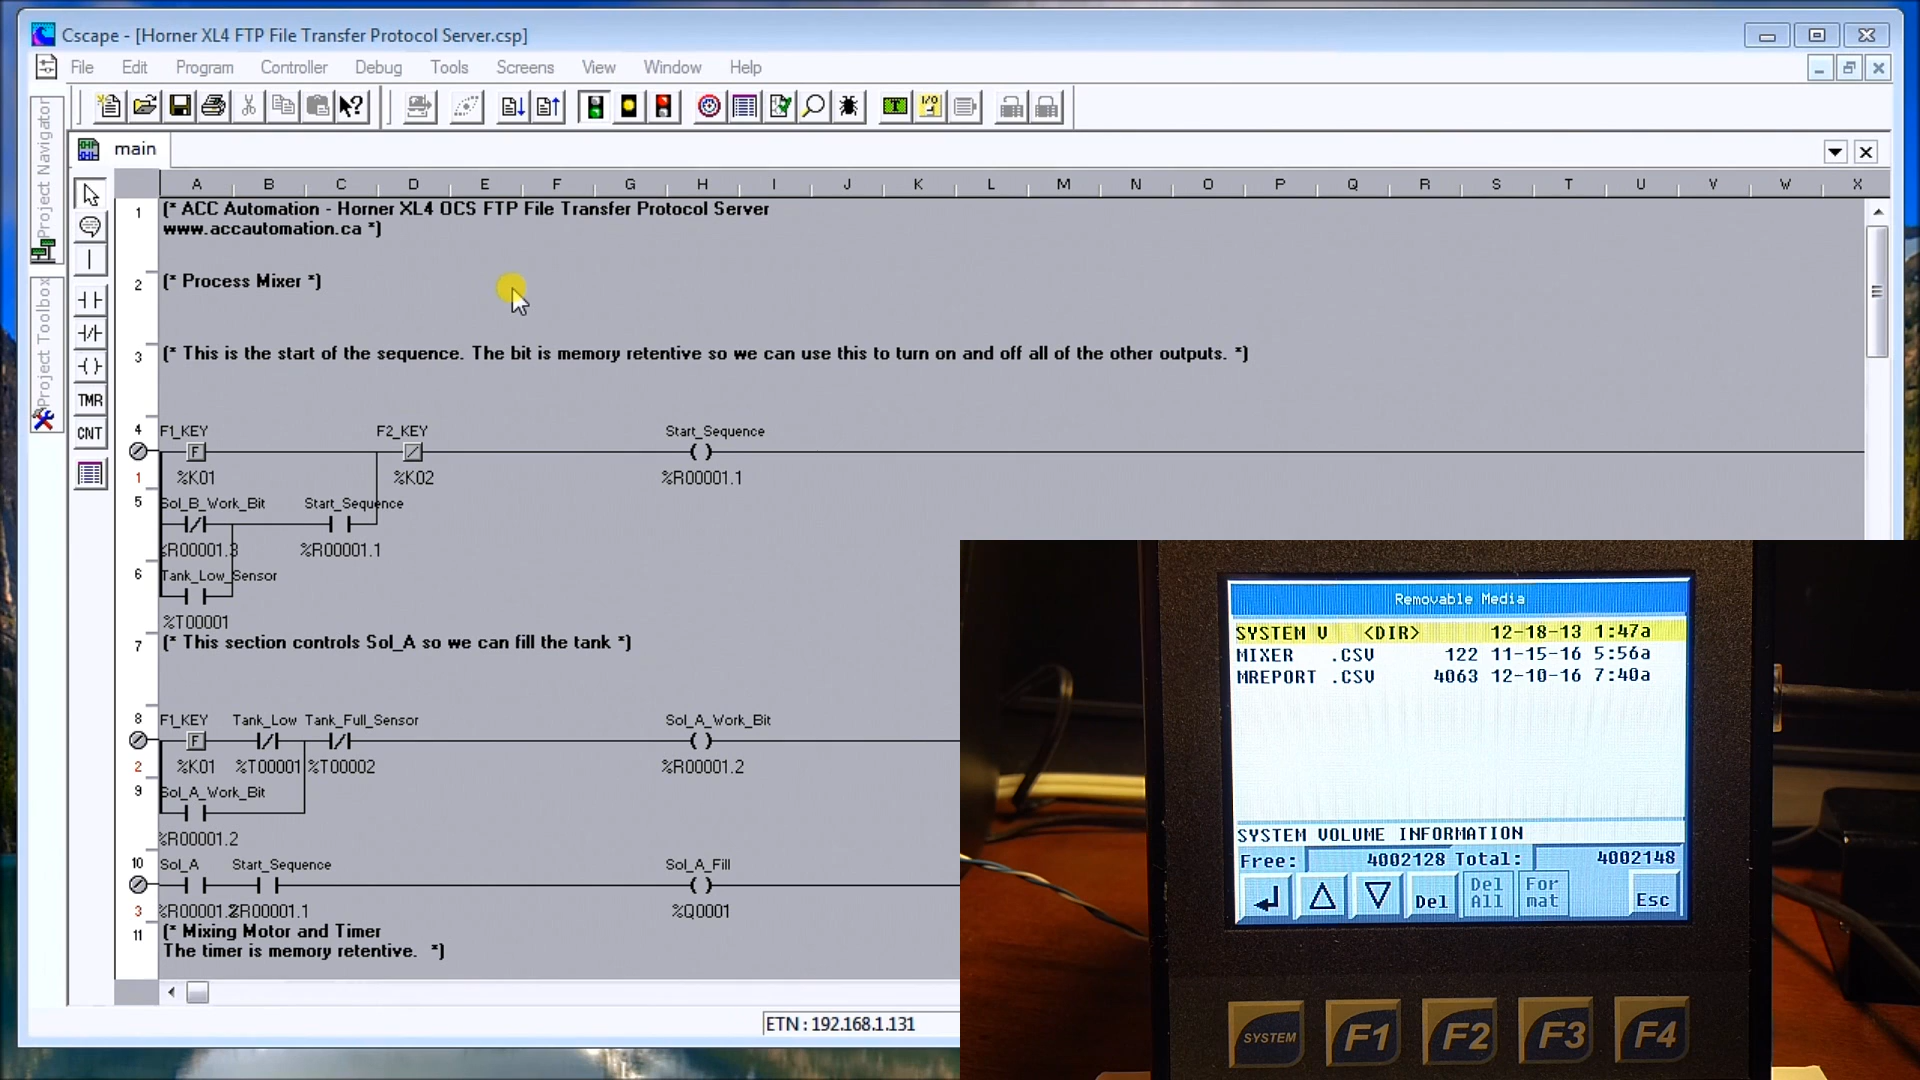 Cscape - [Horner XL4 FTP File Transfer Protocol Server.csp]
File Edit Program Controller Debug Tools Screens View Window Help
main
Project Navigator
Project Toolbox
TMR
CNT
A B C D E F G H I J K L M N O P Q R S T U V W X
1 (* ACC Automation - Horner XL4 OCS FTP File Transfer Protocol Server
www.accautomation.ca *)
2 (* Process Mixer *)
3 (* This is the start of the sequence. The bit is memory retentive so we can use this to turn on and off all of the other outputs. *)
4 F1_KEY F2_KEY Start_Sequence
F
1 %K01 %K02 %R00001.1
5 Sol_B_Work_Bit Start_Sequence
%R00001.3 %R00001.1
6 Tank_Low_Sensor
%T00001
7 (* This section controls Sol_A so we can fill the tank *)
8 F1_KEY Tank_Low Tank_Full_Sensor Sol_A_Work_Bit
F
2 %K01 %T00001 %T00002 %R00001.2
9 Sol_A_Work_Bit
%R00001.2
10 Sol_A Start_Sequence Sol_A_Fill
3 %R00001.2 %R00001.1 %Q0001
11 (* Mixing Motor and Timer
The timer is memory retentive. *)
ETN : 192.168.1.131
Removable Media
SYSTEM V <DIR> 12-18-13 1:47a
MIXER .CSV 122 11-15-16 5:56a
MREPORT .CSV 4063 12-10-16 7:40a
SYSTEM VOLUME INFORMATION
Free: 4002128 Total: 4002148
Del Del All For mat Esc
SYSTEM F1 F2 F3 F4